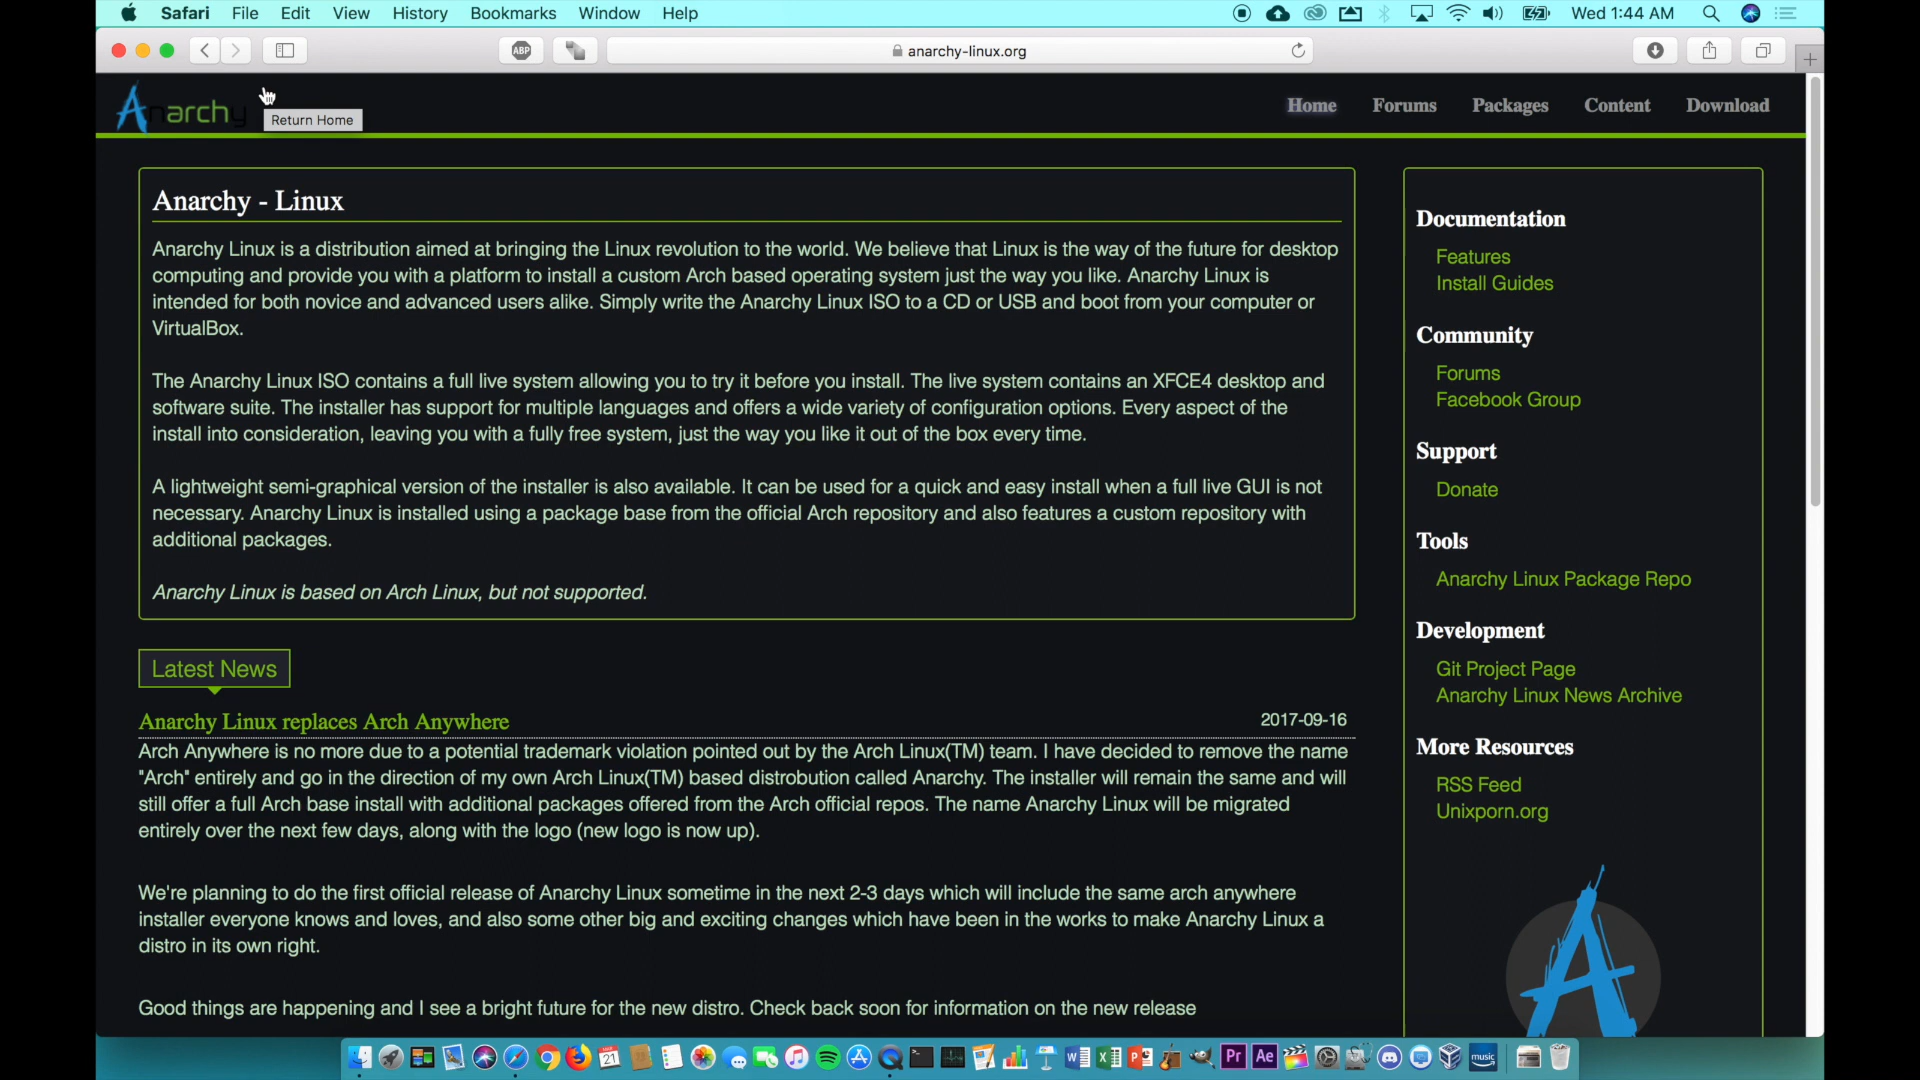 Safari File Edit View History Bookmarks Window Help Wed 1:44 AM
ABP anarchy-linux.org
Anarchy
Return Home
Home Forums Packages Content Download
Anarchy - Linux
Anarchy Linux is a distribution aimed at bringing the Linux revolution to the world. We believe that Linux is the way of the future for desktop
computing and provide you with a platform to install a custom Arch based operating system just the way you like. Anarchy Linux is
intended for both novice and advanced users alike. Simply write the Anarchy Linux ISO to a CD or USB and boot from your computer or
VirtualBox.
The Anarchy Linux ISO contains a full live system allowing you to try it before you install. The live system contains an XFCE4 desktop and
software suite. The installer has support for multiple languages and offers a wide variety of configuration options. Every aspect of the
install into consideration, leaving you with a fully free system, just the way you like it out of the box every time.
A lightweight semi-graphical version of the installer is also available. It can be used for a quick and easy install when a full live GUI is not
necessary. Anarchy Linux is installed using a package base from the official Arch repository and also features a custom repository with
additional packages.
Anarchy Linux is based on Arch Linux, but not supported.
Latest News
Anarchy Linux replaces Arch Anywhere 2017-09-16
Arch Anywhere is no more due to a potential trademark violation pointed out by the Arch Linux(TM) team. I have decided to remove the name
"Arch" entirely and go in the direction of my own Arch Linux(TM) based distrobution called Anarchy. The installer will remain the same and will
still offer a full Arch base install with additional packages offered from the Arch official repos. The name Anarchy Linux will be migrated
entirely over the next few days, along with the logo (new logo is now up).
We're planning to do the first official release of Anarchy Linux sometime in the next 2-3 days which will include the same arch anywhere
installer everyone knows and loves, and also some other big and exciting changes which have been in the works to make Anarchy Linux a
distro in its own right.
Good things are happening and I see a bright future for the new distro. Check back soon for information on the new release
Documentation
Features
Install Guides
Community
Forums
Facebook Group
Support
Donate
Tools
Anarchy Linux Package Repo
Development
Git Project Page
Anarchy Linux News Archive
More Resources
RSS Feed
Unixporn.org
21 W X P Pr Ae music